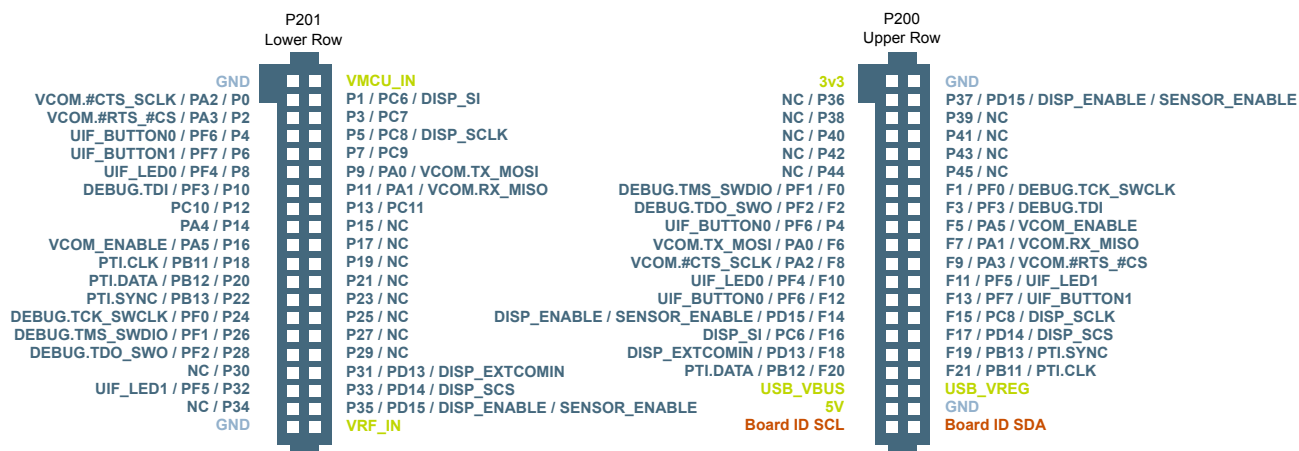 P201
Lower Row
GND VMCU_IN
VCOM.#CTS_SCLK / PA2 / P0 P1 / PC6 / DISP_SI
VCOM.#RTS_#CS / PA3 / P2 P3 / PC7
UIF_BUTTON0 / PF6 / P4 P5 / PC8 / DISP_SCLK
UIF_BUTTON1 / PF7 / P6 P7 / PC9
UIF_LED0 / PF4 / P8 P9 / PA0 / VCOM.TX_MOSI
DEBUG.TDI / PF3 / P10 P11 / PA1 / VCOM.RX_MISO
PC10 / P12 P13 / PC11
PA4 / P14 P15 / NC
VCOM_ENABLE / PA5 / P16 P17 / NC
PTI.CLK / PB11 / P18 P19 / NC
PTI.DATA / PB12 / P20 P21 / NC
PTI.SYNC / PB13 / P22 P23 / NC
DEBUG.TCK_SWCLK / PF0 / P24 P25 / NC
DEBUG.TMS_SWDIO / PF1 / P26 P27 / NC
DEBUG.TDO_SWO / PF2 / P28 P29 / NC
NC / P30 P31 / PD13 / DISP_EXTCOMIN
UIF_LED1 / PF5 / P32 P33 / PD14 / DISP_SCS
NC / P34 P35 / PD15 / DISP_ENABLE / SENSOR_ENABLE
GND VRF_IN
P200
Upper Row
3v3 GND
NC / P36 P37 / PD15 / DISP_ENABLE / SENSOR_ENABLE
NC / P38 P39 / NC
NC / P40 P41 / NC
NC / P42 P43 / NC
NC / P44 P45 / NC
DEBUG.TMS_SWDIO / PF1 / F0 F1 / PF0 / DEBUG.TCK_SWCLK
DEBUG.TDO_SWO / PF2 / F2 F3 / PF3 / DEBUG.TDI
UIF_BUTTON0 / PF6 / P4 F5 / PA5 / VCOM_ENABLE
VCOM.TX_MOSI / PA0 / F6 F7 / PA1 / VCOM.RX_MISO
VCOM.#CTS_SCLK / PA2 / F8 F9 / PA3 / VCOM.#RTS_#CS
UIF_LED0 / PF4 / F10 F11 / PF5 / UIF_LED1
UIF_BUTTON0 / PF6 / F12 F13 / PF7 / UIF_BUTTON1
DISP_ENABLE / SENSOR_ENABLE / PD15 / F14 F15 / PC8 / DISP_SCLK
DISP_SI / PC6 / F16 F17 / PD14 / DISP_SCS
DISP_EXTCOMIN / PD13 / F18 F19 / PB13 / PTI.SYNC
PTI.DATA / PB12 / F20 F21 / PB11 / PTI.CLK
USB_VBUS USB_VREG
5V GND
Board ID SCL Board ID SDA